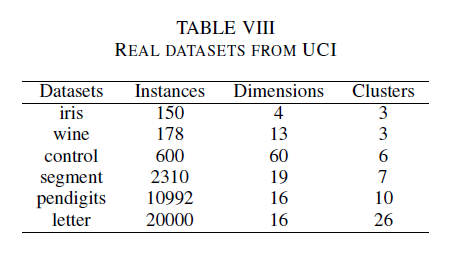 TABLE VIII
REAL DATASETS FROM UCI
Datasets Instances Dimensions Clusters
iris 150 4 3
wine 178 13 3
control 600 60 6
segment 2310 19 7
pendigits 10992 16 10
letter 20000 16 26